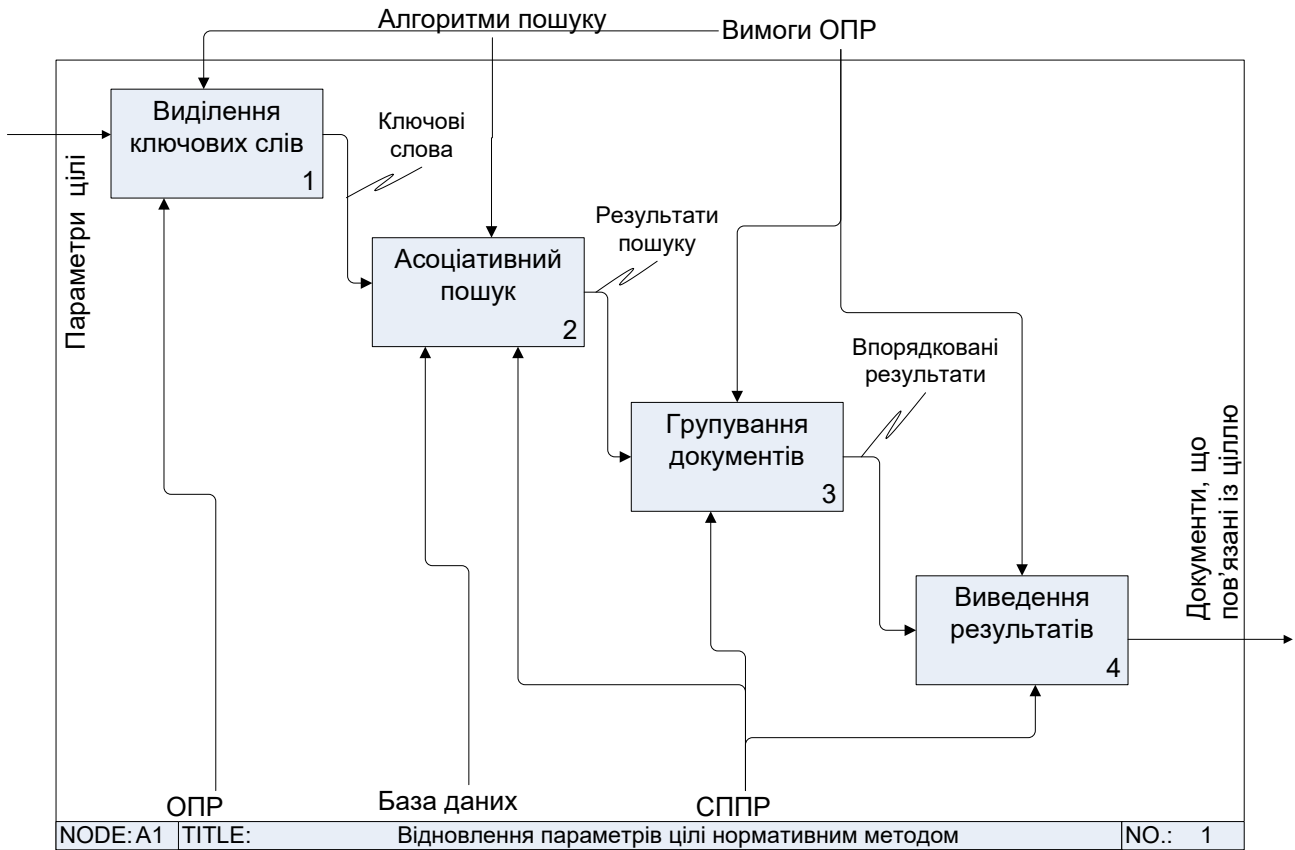 Алгоритми пошуку
Вимоги ОПР
Виділення
ключових слів
1
Ключові
слова
Параметри цілі
Результати
пошуку
Асоціативний
пошук
2
Впорядковані
результати
Групування
документів
3
Документи, що
пов’язані із ціллю
Виведення
результатів
4
ОПР
База даних
СППР
NODE: A1 TITLE: Відновлення параметрів цілі нормативним методом NO.: 1